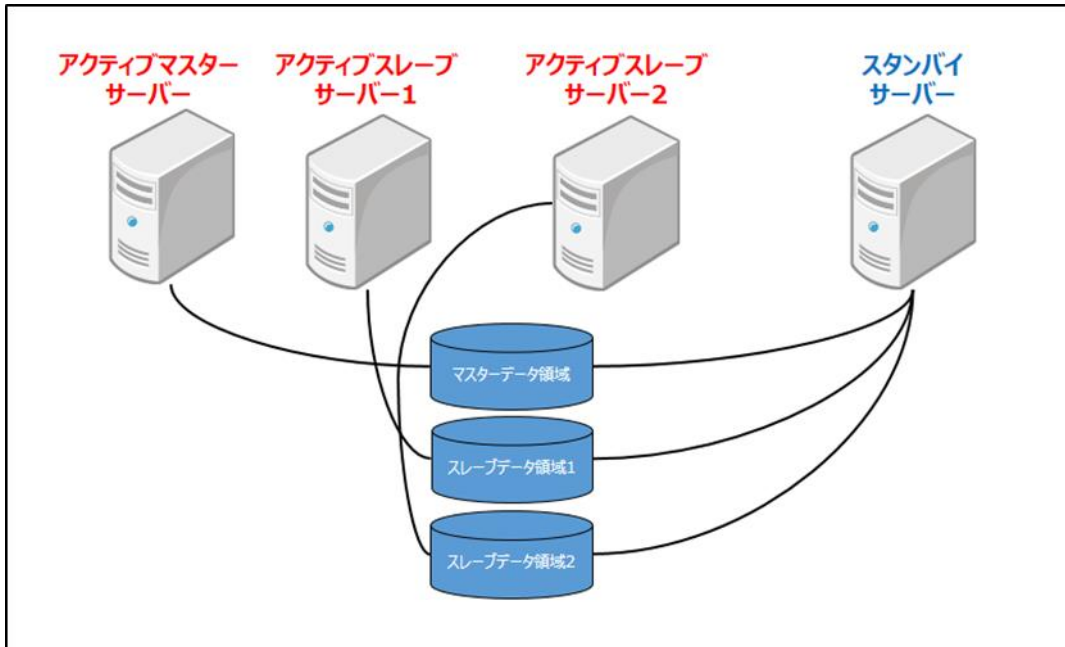 アクティブマスター
サーバー
アクティブスレーブ
サーバー1
アクティブスレーブ
サーバー2
スタンバイ
サーバー
マスターデータ領域
スレーブデータ領域1
スレーブデータ領域2